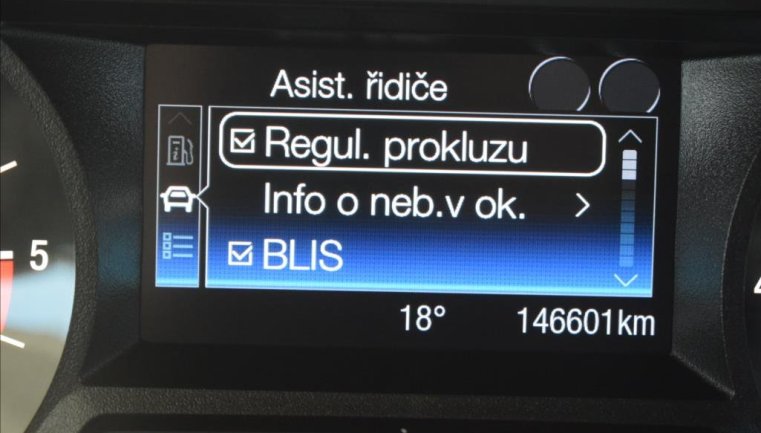 Asist. řidiče
Regul. prokluzu
Info o neb.v ok.
BLIS
5
18° 146601km